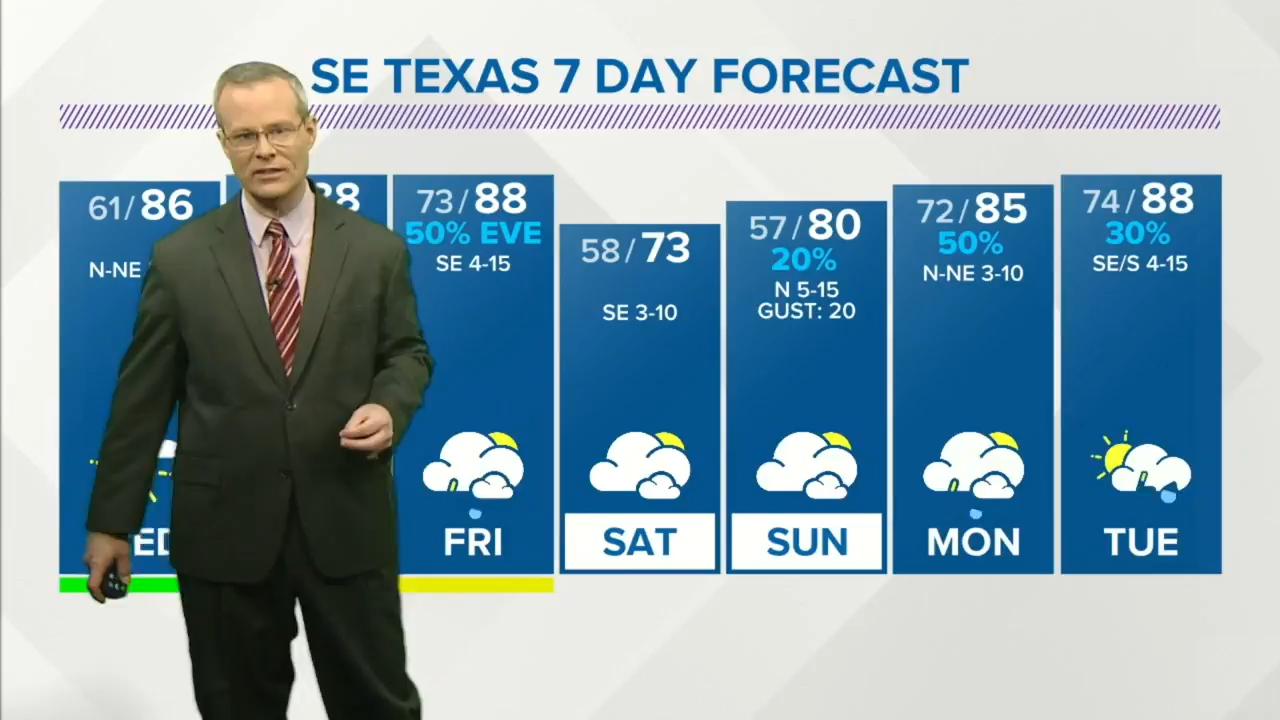 SE TEXAS 7 DAY FORECAST
61/86
N-NE
88
73/88
50% EVE
SE 4-15
58/73
SE 3-10
57/80
20%
N 5-15
GUST: 20
72/85
50%
N-NE 3-10
74/88
30%
SE/S 4-15
FRI
SAT
SUN
MON
TUE